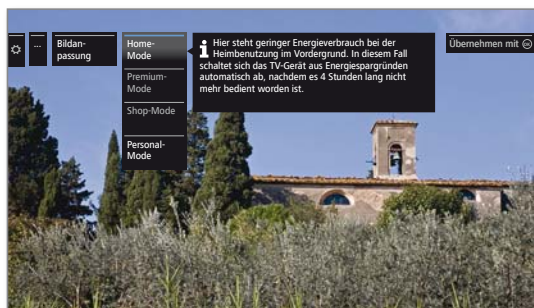 ...
Bildan-
passung
Home-
Mode
Premium-
Mode
Shop-Mode
Personal-
Mode
Hier steht geringer Energieverbrauch bei der
Heimbenutzung im Vordergrund. In diesem Fall
schaltet sich das TV-Gerät aus Energiespargründen
automatisch ab, nachdem es 4 Stunden lang nicht
mehr bedient worden ist.
Übernehmen mit OK